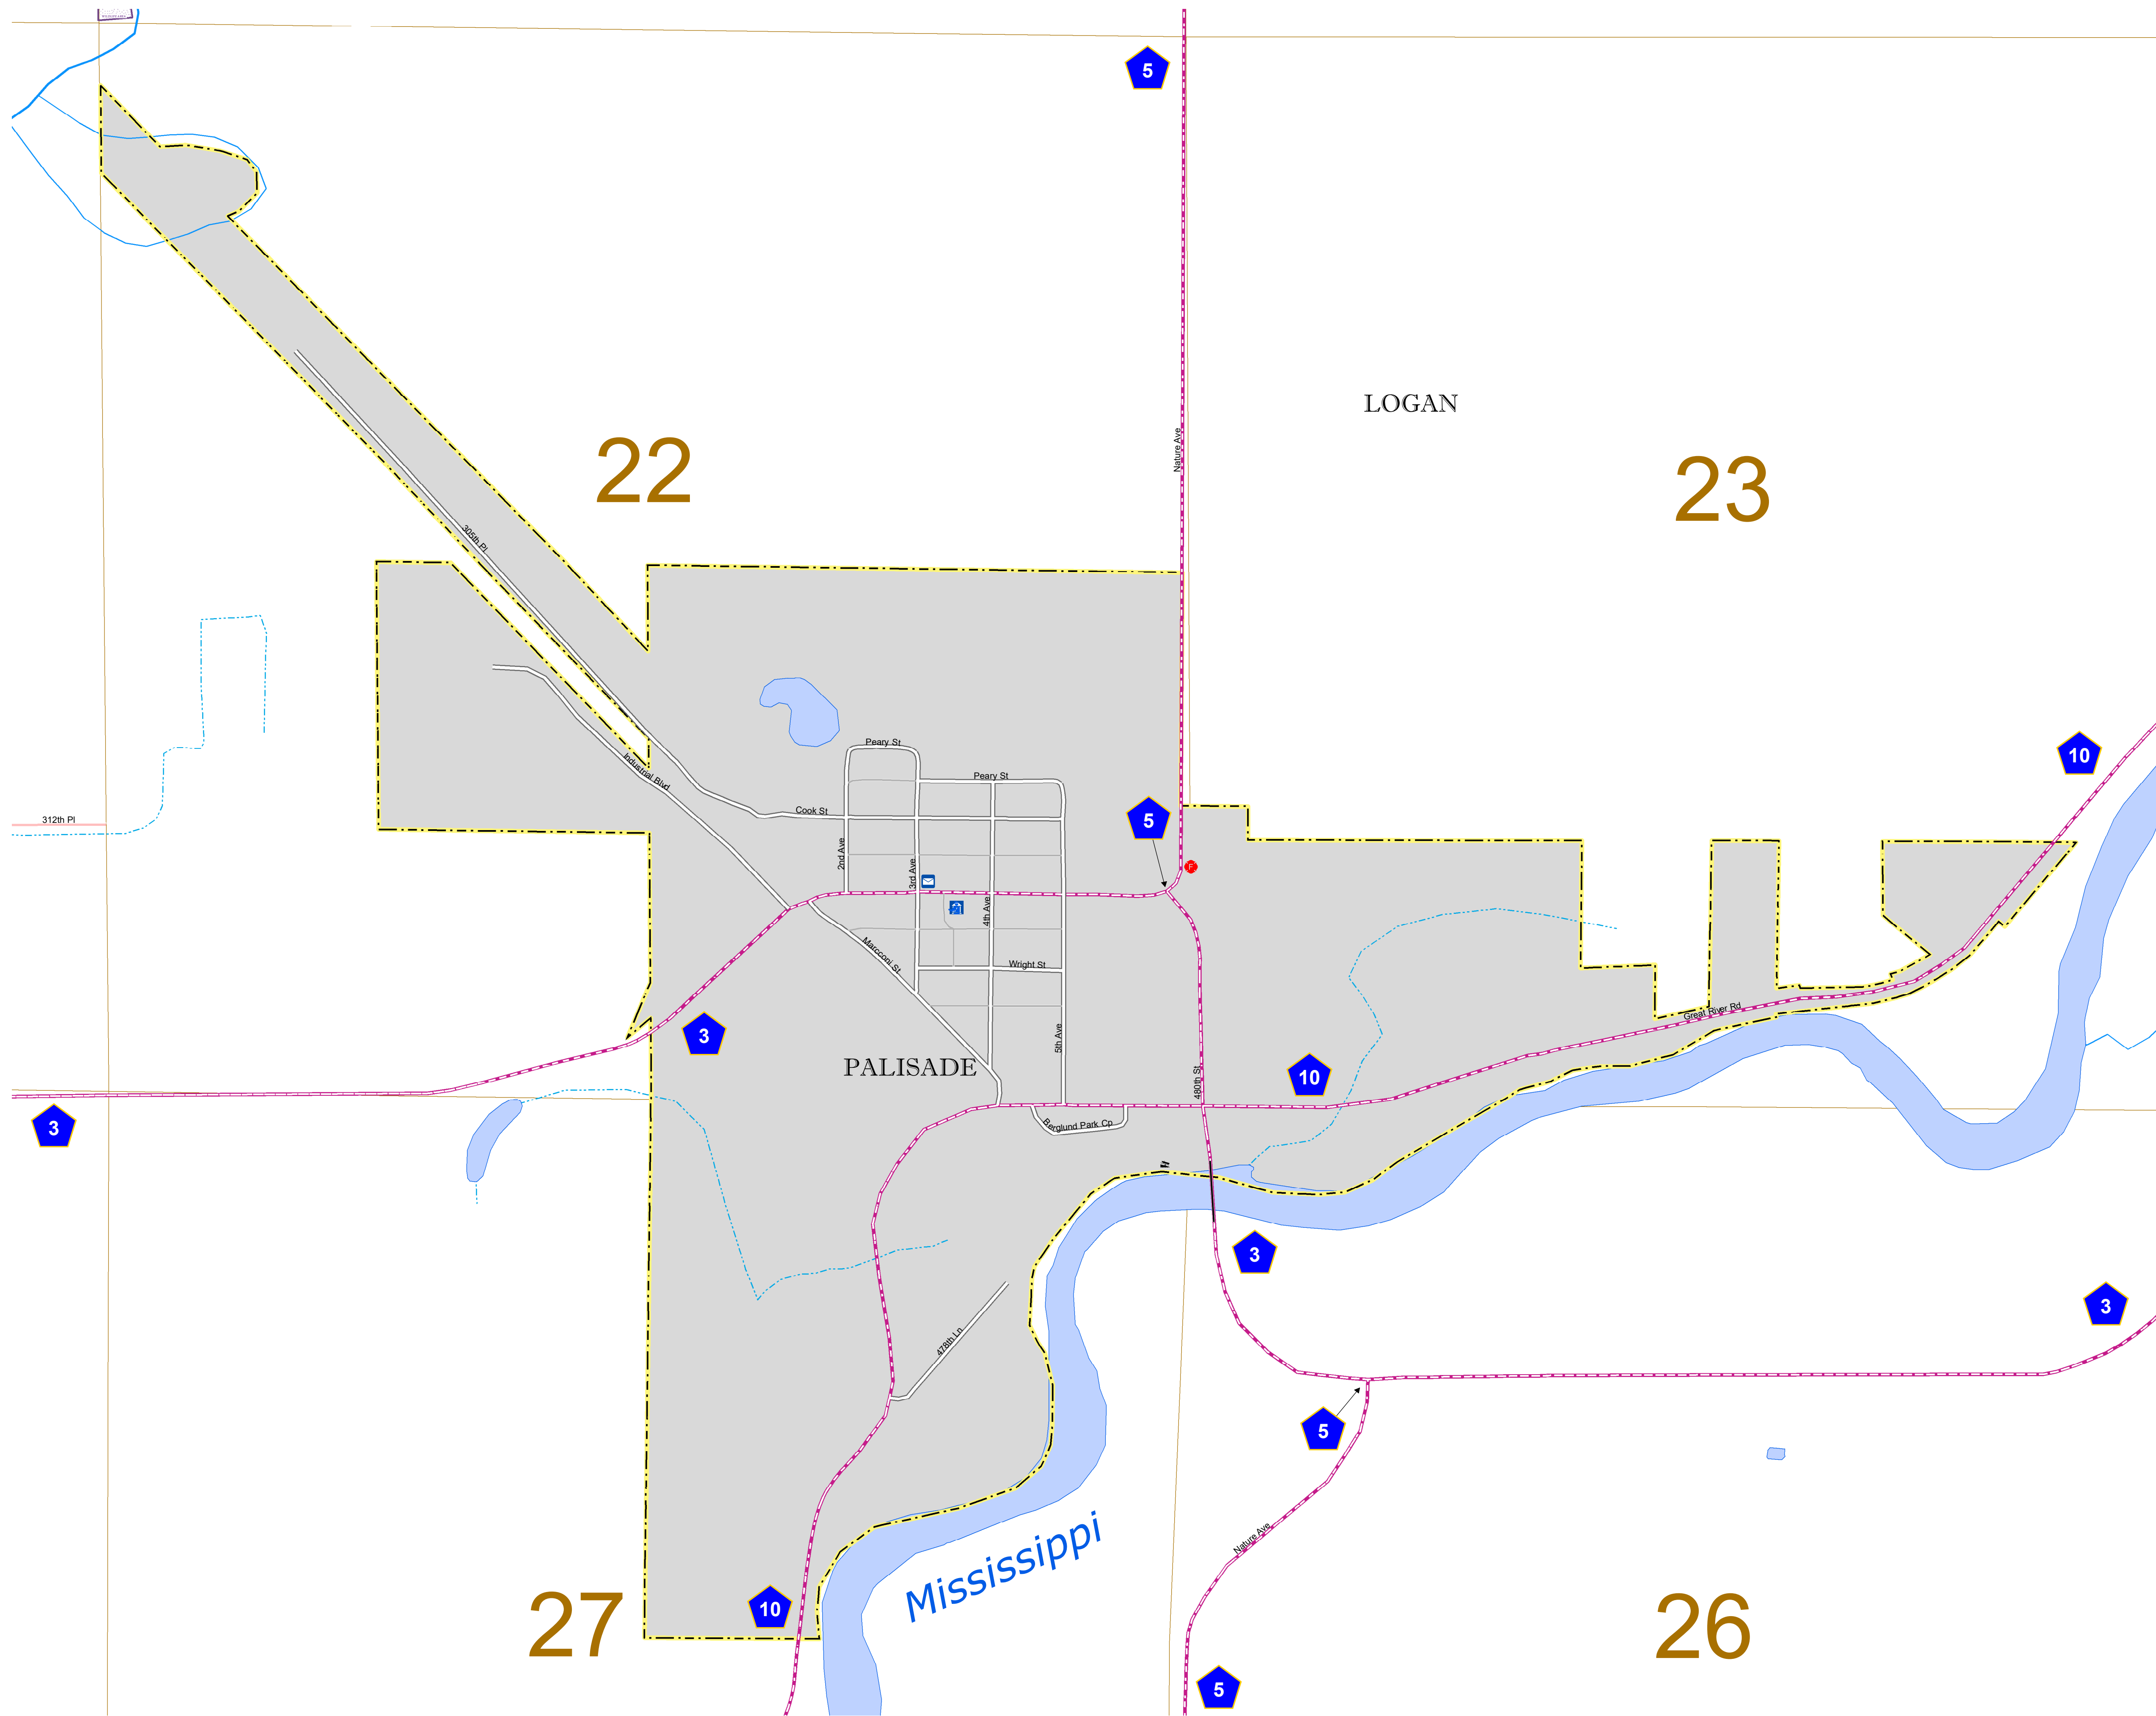 5
LOGAN
Nature Ave
22
23
305th Pl
10
Peary St
Peary St
Industrial Blvd
Cook St
312th Pl
5
2nd Ave
3rd Ave
4th Ave
Marcconi St
Wright St
Great River Rd
3
5th Ave
PALISADE
480th St
10
3
Berglund Park Cp
3
3
478th Ln
5
Nature Ave
Mississippi
10
27
26
5